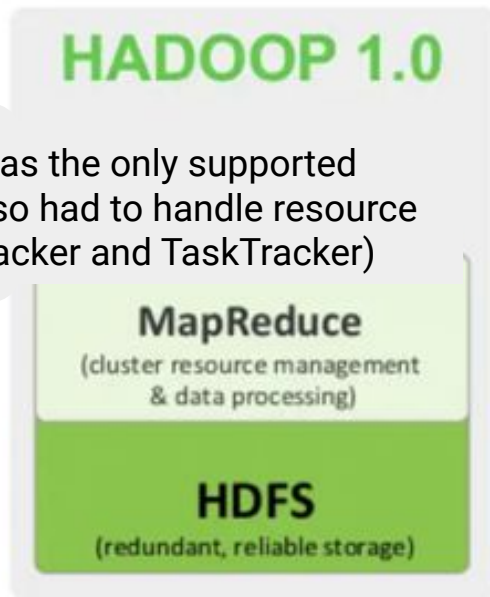 HADOOP 1.0
as the only supported
so had to handle resource
acker and TaskTracker)
MapReduce
(cluster resource management
& data processing)
HDFS
(redundant, reliable storage)